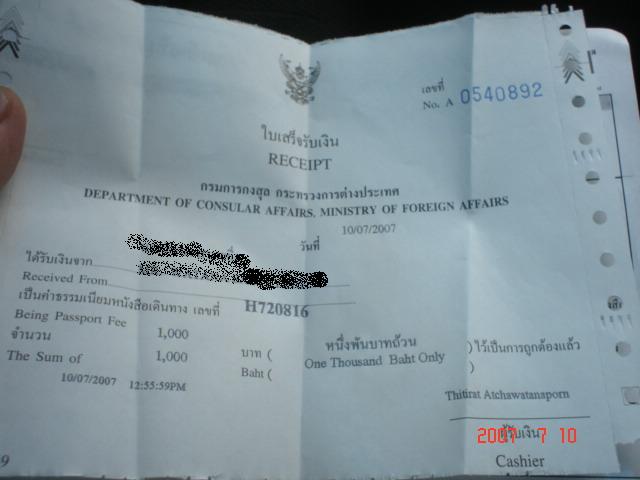 เลขที่
No. A 0540892
ใบเสร็จรับเงิน
RECEIPT
กรมการกงสุล กระทรวงการต่างประเทศ
DEPARTMENT OF CONSULAR AFFAIRS, MINISTRY OF FOREIGN AFFAIRS
วันที่ 10/07/2007
ได้รับเงินจาก
Received From
เป็นค่าธรรมเนียมหนังสือเดินทาง เลขที่ H720816
Being Passport Fee
จำนวน 1,000 บาท ( หนึ่งพันบาทถ้วน ) ไว้เป็นการถูกต้องแล้ว
The Sum of 1,000 Baht ( One Thousand Baht Only )
10/07/2007 12:55:59PM
Thitirat Atchawatanaporn
ผู้รับเงิน
Cashier
9
2007 7 10